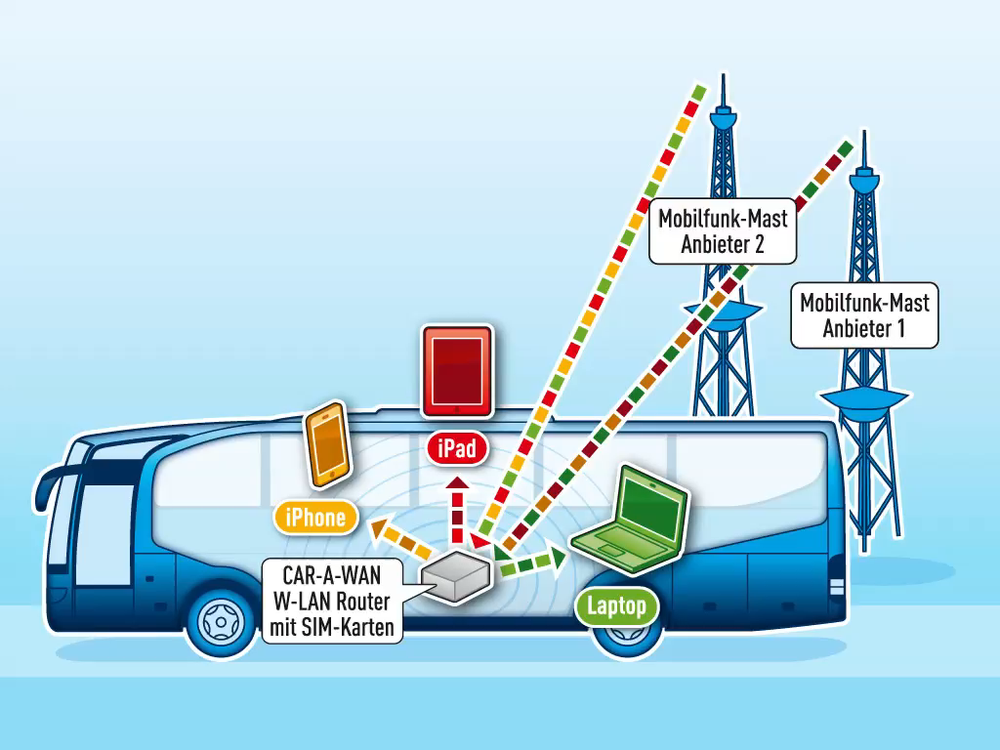 Mobilfunk-Mast
Anbieter 2
Mobilfunk-Mast
Anbieter 1
iPad
iPhone
CAR-A-WAN
W-LAN Router
mit SIM-Karten
Laptop